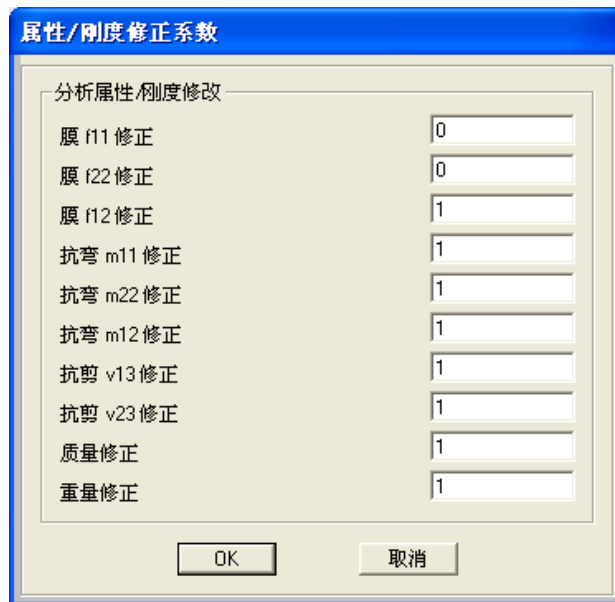 属性/刚度修正系数
分析属性/刚度修改
膜 f11 修正 0
膜 f22 修正 0
膜 f12 修正 1
抗弯 m11 修正 1
抗弯 m22 修正 1
抗弯 m12 修正 1
抗剪 v13 修正 1
抗剪 v23 修正 1
质量修正 1
重量修正 1
OK 取消